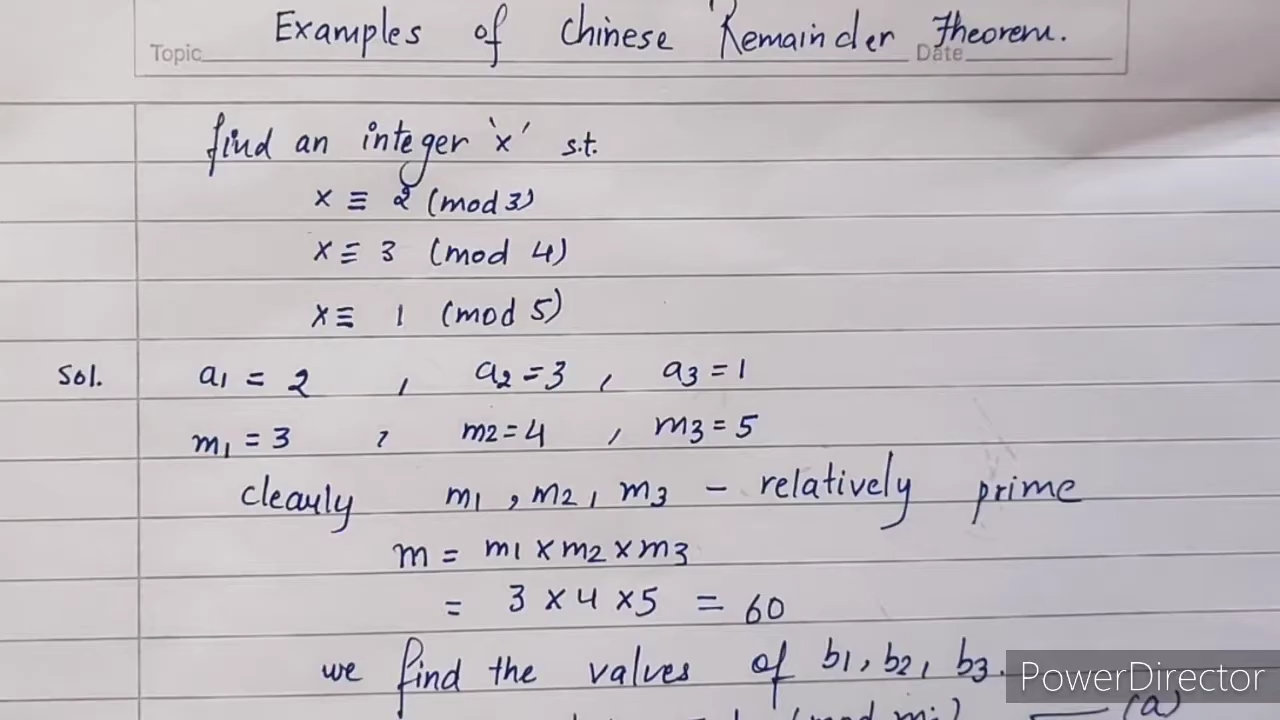 Examples of Chinese Remainder Theorem.
Topic Date
find an integer 'x' s.t.
x ≡ 2 (mod 3)
x ≡ 3 (mod 4)
x ≡ 1 (mod 5)
Sol. a1 = 2 , a2 = 3 , a3 = 1
m1 = 3 , m2 = 4 , m3 = 5
clearly m1 , m2 , m3 – relatively prime
m = m1 × m2 × m3
= 3 × 4 × 5 = 60
we find the values of b1, b2, b3.
PowerDirector
(mod mi) — (a)